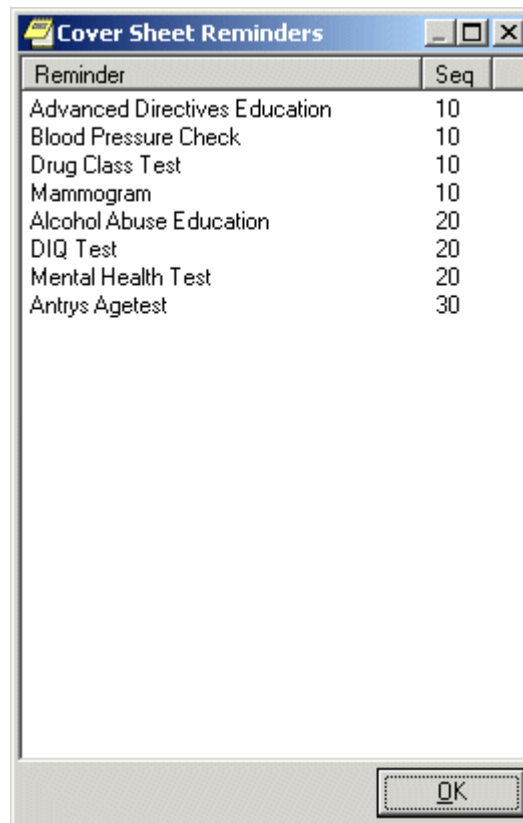 Cover Sheet Reminders
Reminder Seq
Advanced Directives Education 10
Blood Pressure Check 10
Drug Class Test 10
Mammogram 10
Alcohol Abuse Education 20
DIQ Test 20
Mental Health Test 20
Antrys Agetest 30
OK